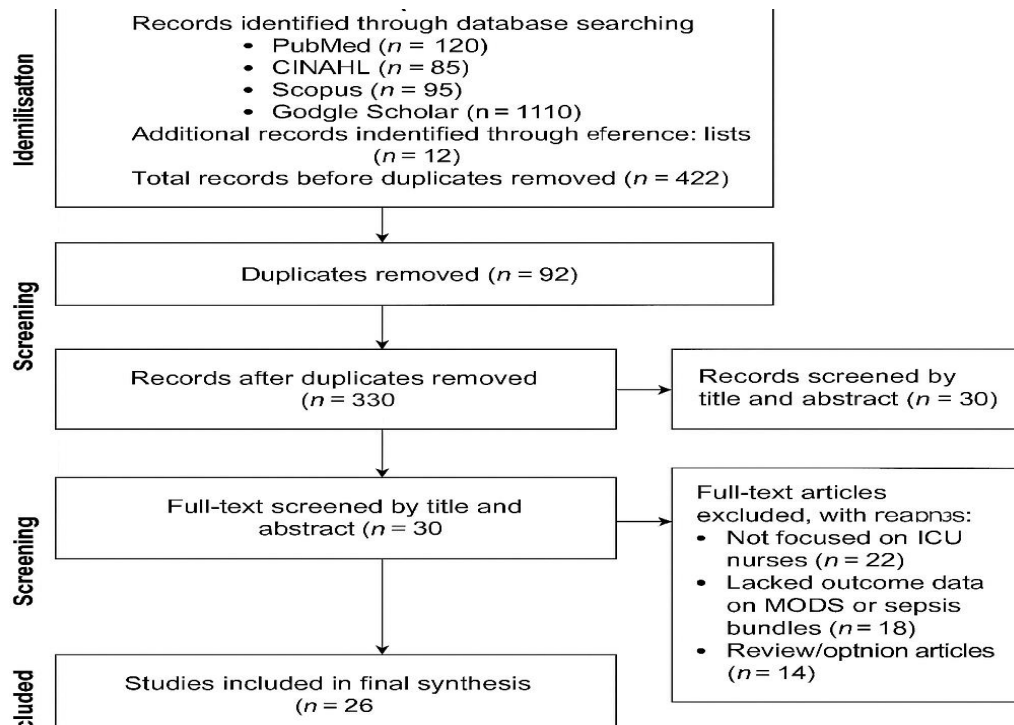 Idemilisatton
Records identified through database searching
• PubMed (n = 120)
• CINAHL (n = 85)
• Scopus (n = 95)
• Godgle Scholar (n = 1110)
Additional records indentified through eference: lists
(n = 12)
Total records before duplicates removed (n = 422)
Screening
Duplicates removed (n = 92)
Records after duplicates removed
(n = 330
Records screened by
title and abstract (n = 30)
Screening
Full-text screened by title and
abstract (n = 30
Full-text articles
excluded, with
• Not focused on ICU
nurses (n = 22)
• Lacked outcome data
on MODS or sepsis
bundles (n = 18)
• Review/optnion articles
(n = 14)
cluded
Studies included in final synthesis
(n = 26